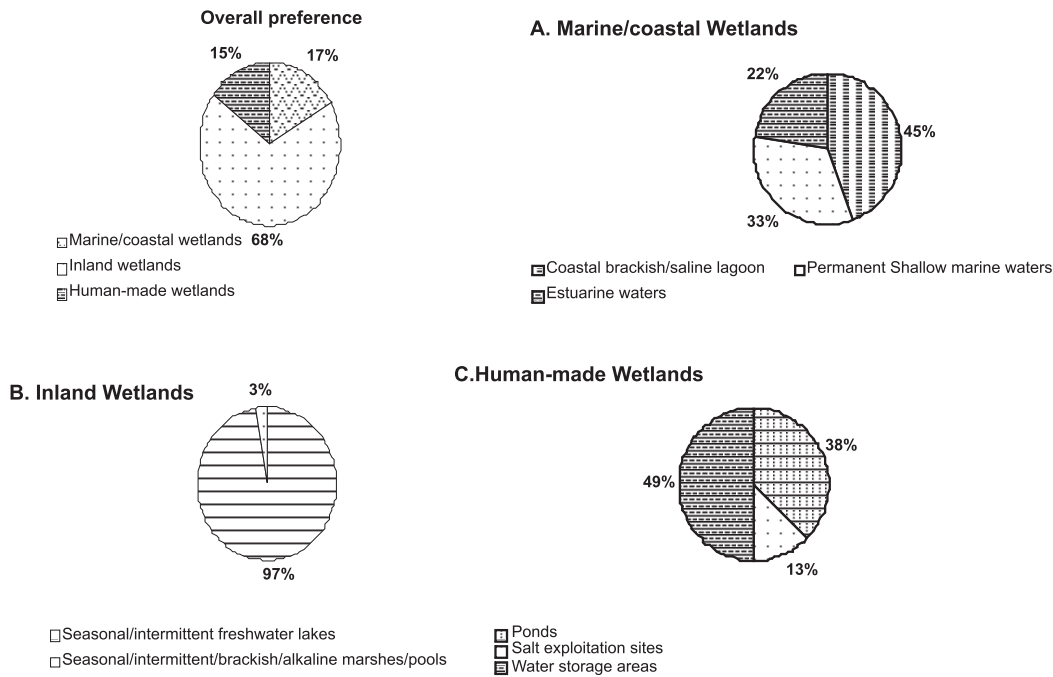 Overall preference
15%
17%
68%
Marine/coastal wetlands
Inland wetlands
Human-made wetlands
A. Marine/coastal Wetlands
22%
45%
33%
Coastal brackish/saline lagoon
Permanent Shallow marine waters
Estuarine waters
B. Inland Wetlands
3%
97%
Seasonal/intermittent freshwater lakes
Seasonal/intermittent/brackish/alkaline marshes/pools
C.Human-made Wetlands
38%
49%
13%
Ponds
Salt exploitation sites
Water storage areas